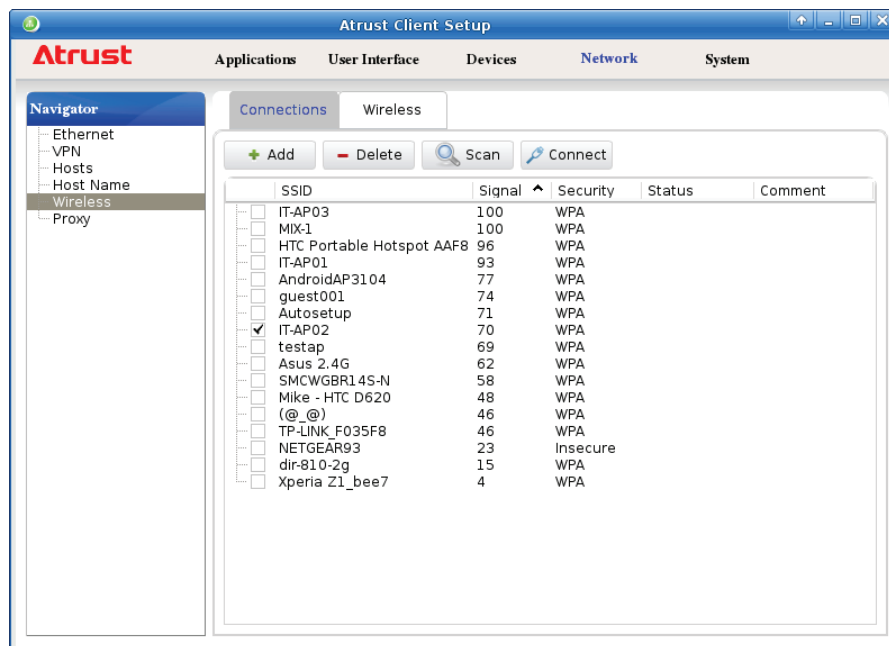 Atrust Client Setup
Atrust Applications User Interface Devices Network System
Navigator
Ethernet
VPN
Hosts
Host Name
Wireless
Proxy
Connections Wireless
Add Delete Scan Connect
SSID Signal Security Status Comment
IT-AP03 100 WPA
MIX-1 100 WPA
HTC Portable Hotspot AAF8 96 WPA
IT-AP01 93 WPA
AndroidAP3104 77 WPA
guest001 74 WPA
Autosetup 71 WPA
IT-AP02 70 WPA
testap 69 WPA
Asus 2.4G 62 WPA
SMCWGBR14S-N 58 WPA
Mike - HTC D620 48 WPA
(@_@) 46 WPA
TP-LINK_F035F8 46 WPA
NETGEAR93 23 Insecure
dir-810-2g 15 WPA
Xperia Z1_bee7 4 WPA